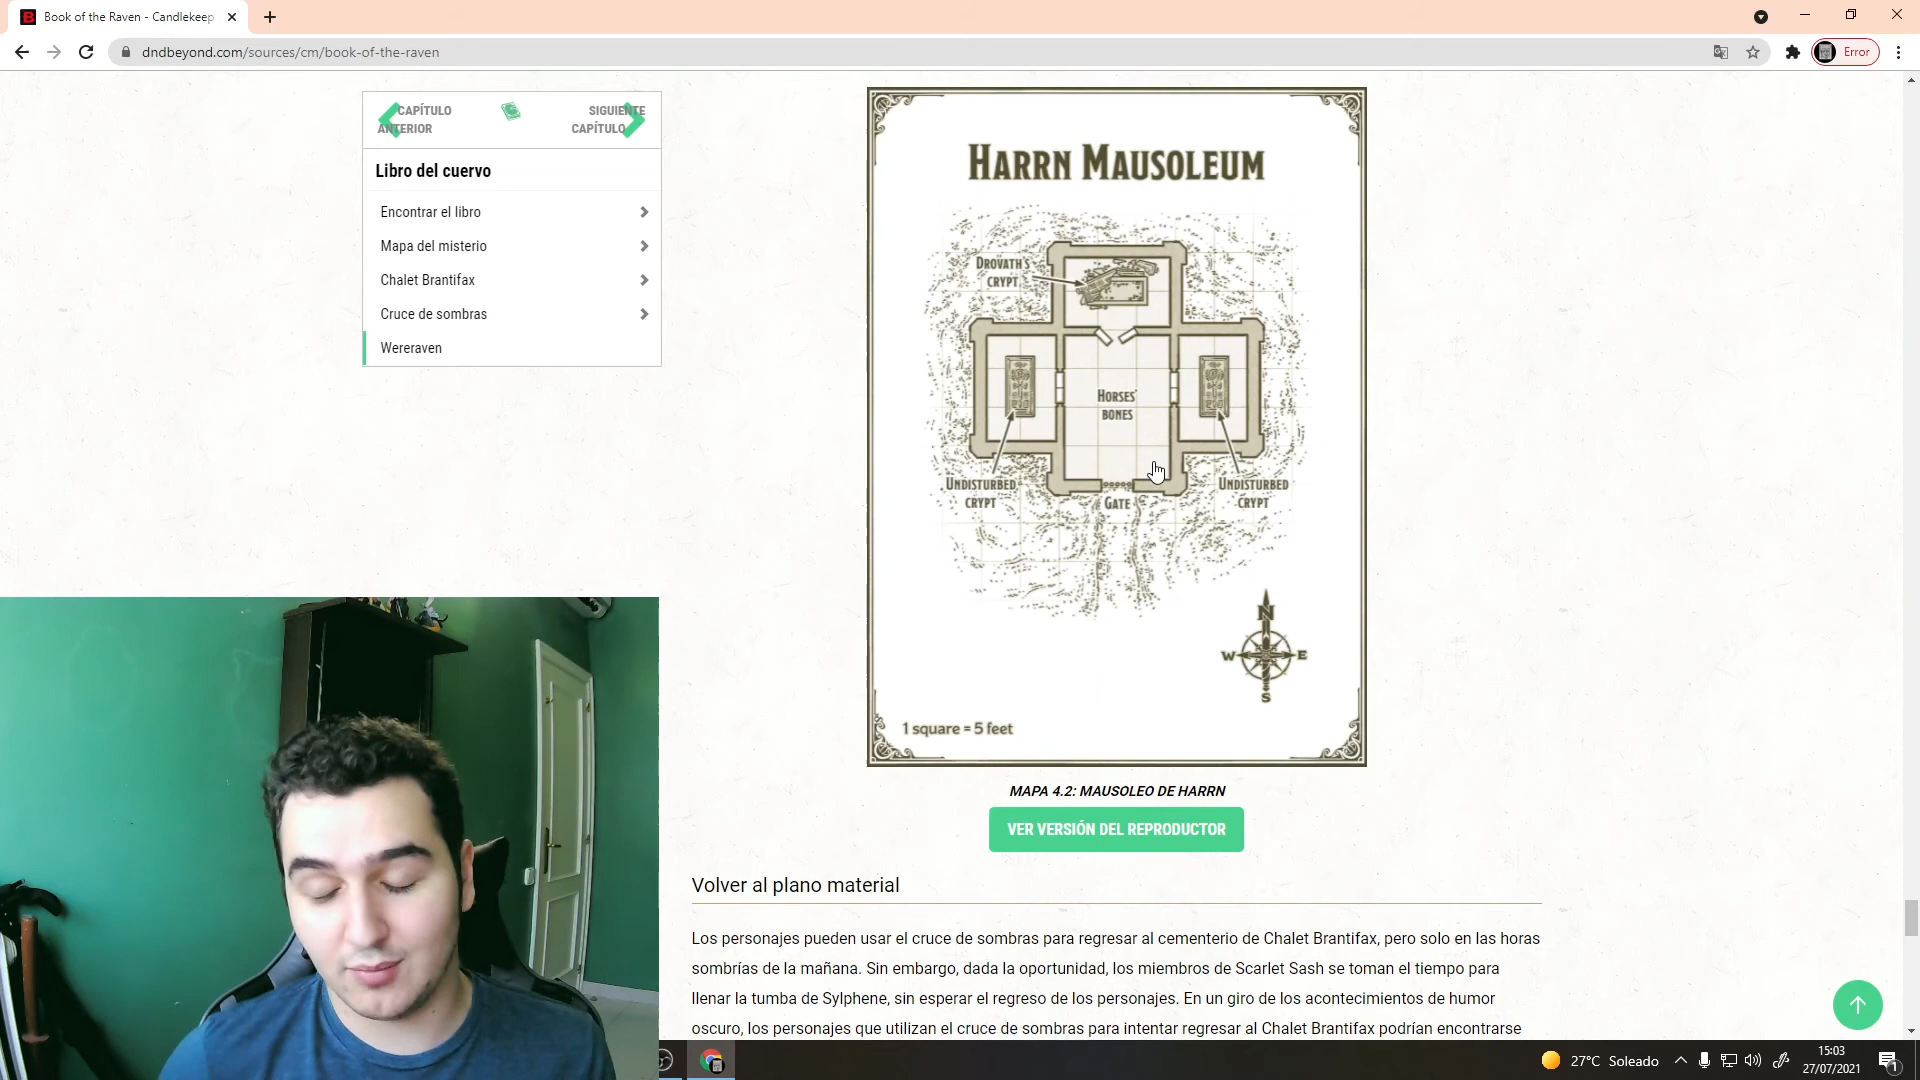 Book of the Raven - Candlekeep
dndbeyond.com/sources/cm/book-of-the-raven
Error
CAPÍTULO ANTERIOR
SIGUIENTE CAPÍTULO
Libro del cuervo
Encontrar el libro
Mapa del misterio
Chalet Brantifax
Cruce de sombras
Wereraven
HARRN MAUSOLEUM
DROVATH'S
CRYPT
HORSES'
BONES
UNDISTURBED
CRYPT
GATE
UNDISTURBED
CRYPT
N
W E
S
1 square = 5 feet
MAPA 4.2: MAUSOLEO DE HARRN
VER VERSIÓN DEL REPRODUCTOR
Volver al plano material
Los personajes pueden usar el cruce de sombras para regresar al cementerio de Chalet Brantifax, pero solo en las horas
sombrías de la mañana. Sin embargo, dada la oportunidad, los miembros de Scarlet Sash se toman el tiempo para
llenar la tumba de Sylphene, sin esperar el regreso de los personajes. En un giro de los acontecimientos de humor
oscuro, los personajes que utilizan el cruce de sombras para intentar regresar al Chalet Brantifax podrían encontrarse
27°C Soleado
15:03
27/07/2021
1